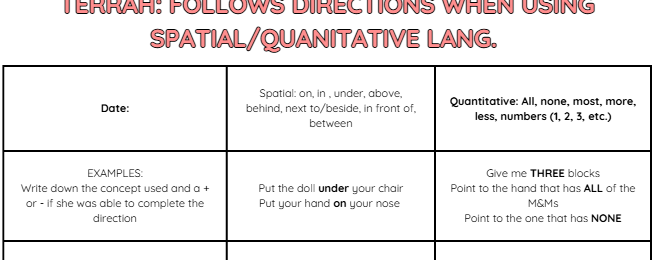 TERRAH: FOLLOWS DIRECTIONS WHEN USING
SPATIAL/QUANITATIVE LANG.
Date:
Spatial: on, in , under, above,
behind, next to/beside, in front of,
between
Quantitative: All, none, most, more,
less, numbers (1, 2, 3, etc.)
EXAMPLES:
Write down the concept used and a +
or - if she was able to complete the
direction
Put the doll under your chair
Put your hand on your nose
Give me THREE blocks
Point to the hand that has ALL of the
M&Ms
Point to the one that has NONE